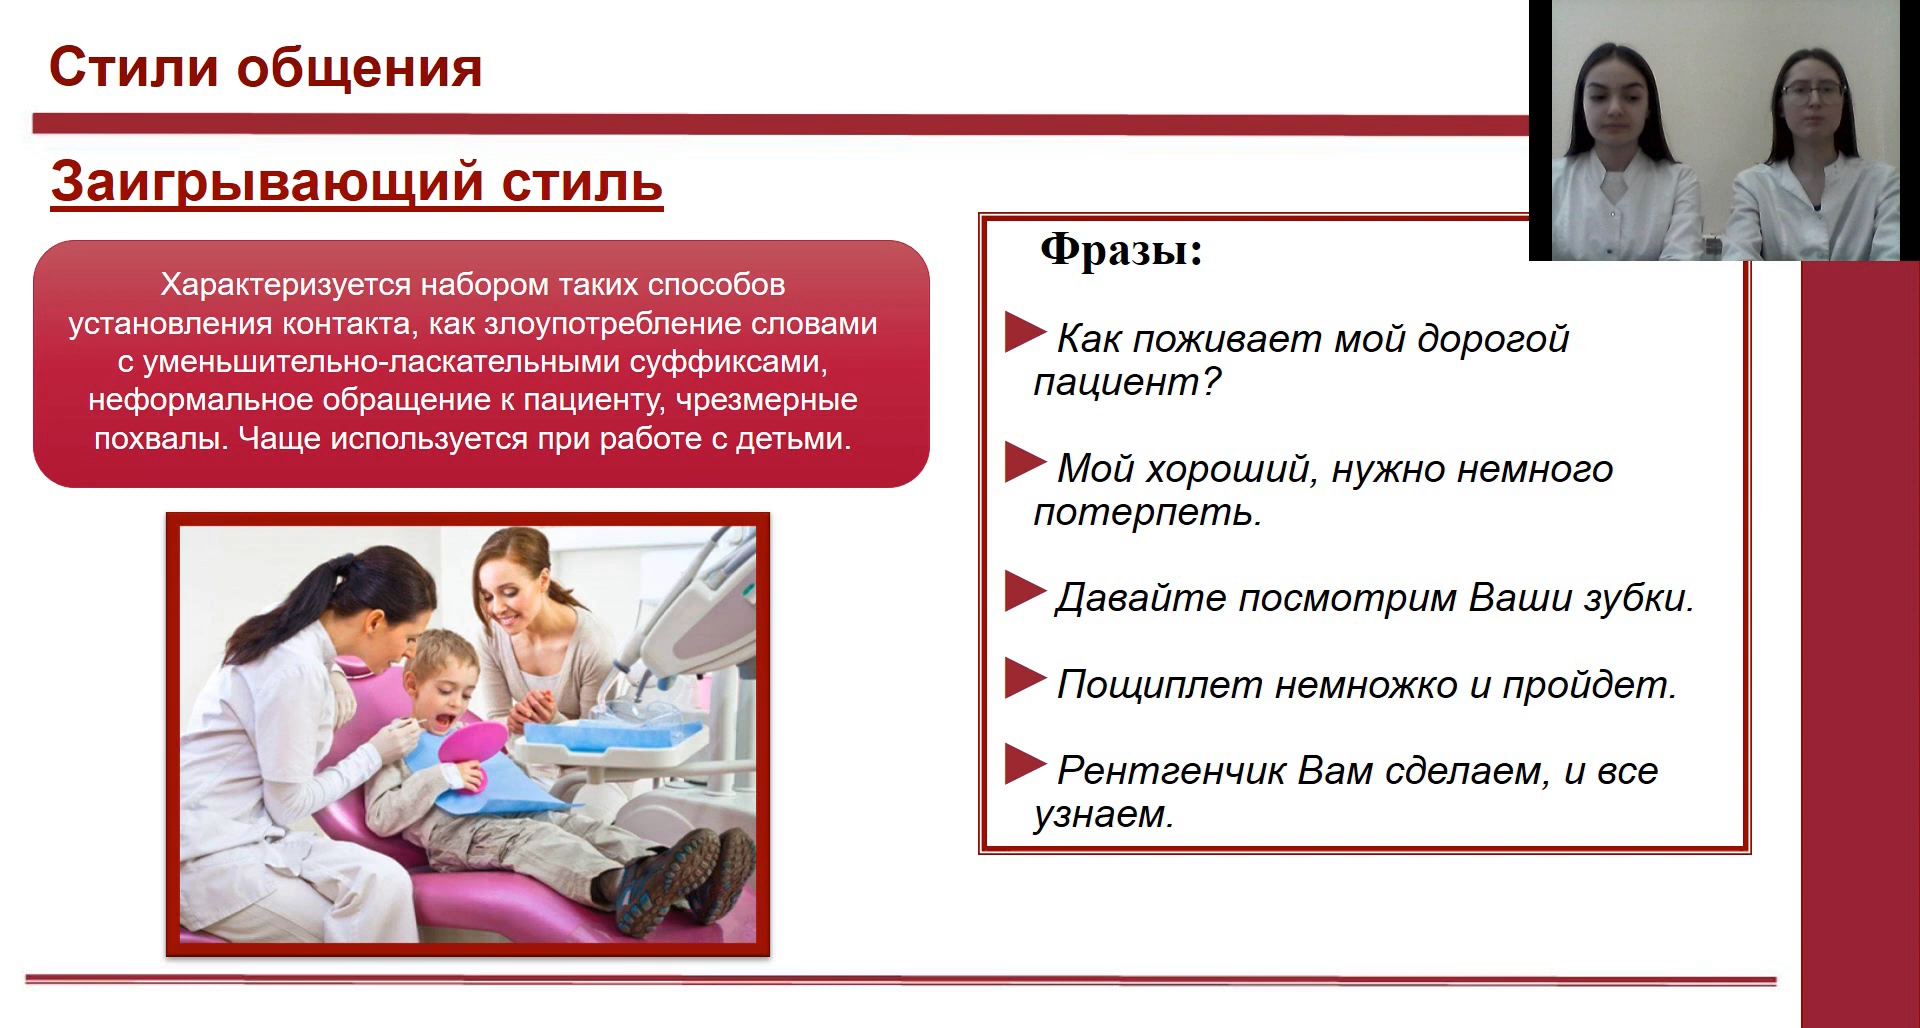 Стили общения
Заигрывающий стиль
Характеризуется набором таких способов
установления контакта, как злоупотребление словами
с уменьшительно-ласкательными суффиксами,
неформальное обращение к пациенту, чрезмерные
похвалы. Чаще используется при работе с детьми.
Фразы:
Как поживает мой дорогой
пациент?
Мой хороший, нужно немного
потерпеть.
Давайте посмотрим Ваши зубки.
Пощиплет немножко и пройдет.
Рентгенчик Вам сделаем, и все
узнаем.